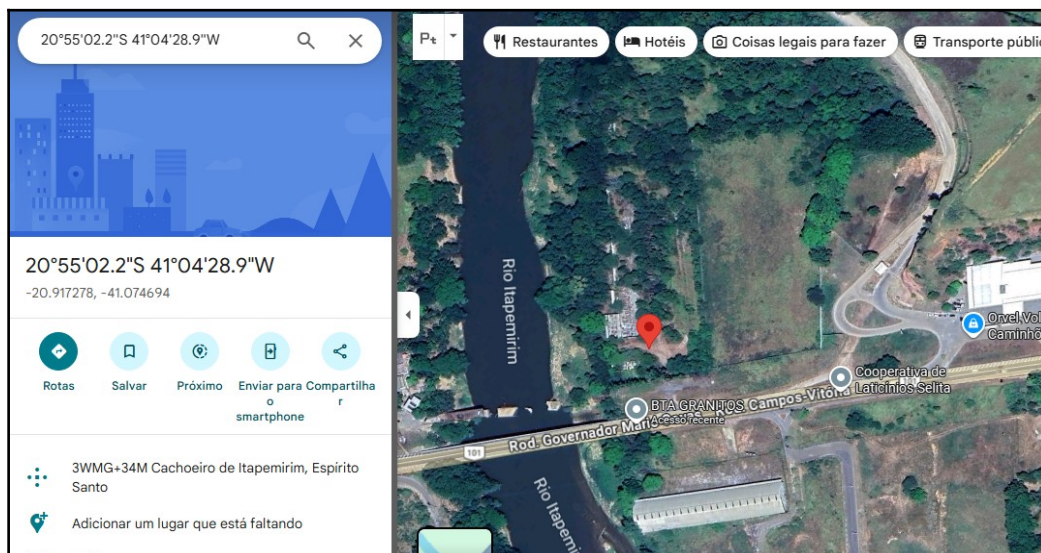 20°55'02.2"S 41°04'28.9"W
20°55'02.2"S 41°04'28.9"W
-20.917278, -41.074694
Rotas
Salvar
Próximo
Enviar para
o
smartphone
Compartilha
r
3WMG+34M Cachoeiro de Itapemirim, Espírito
Santo
Adicionar um lugar que está faltando
Pt
Restaurantes
Hotéis
Coisas legais para fazer
Transporte públic
Rio Itapemirim
Orvel Vol
Caminhõ
Cooperativa de
Laticínios Selita
BTA GRANITOS
Acesso recente
Rod. Governador Mario
Campos-Vitória
101
Rio Itapemirim